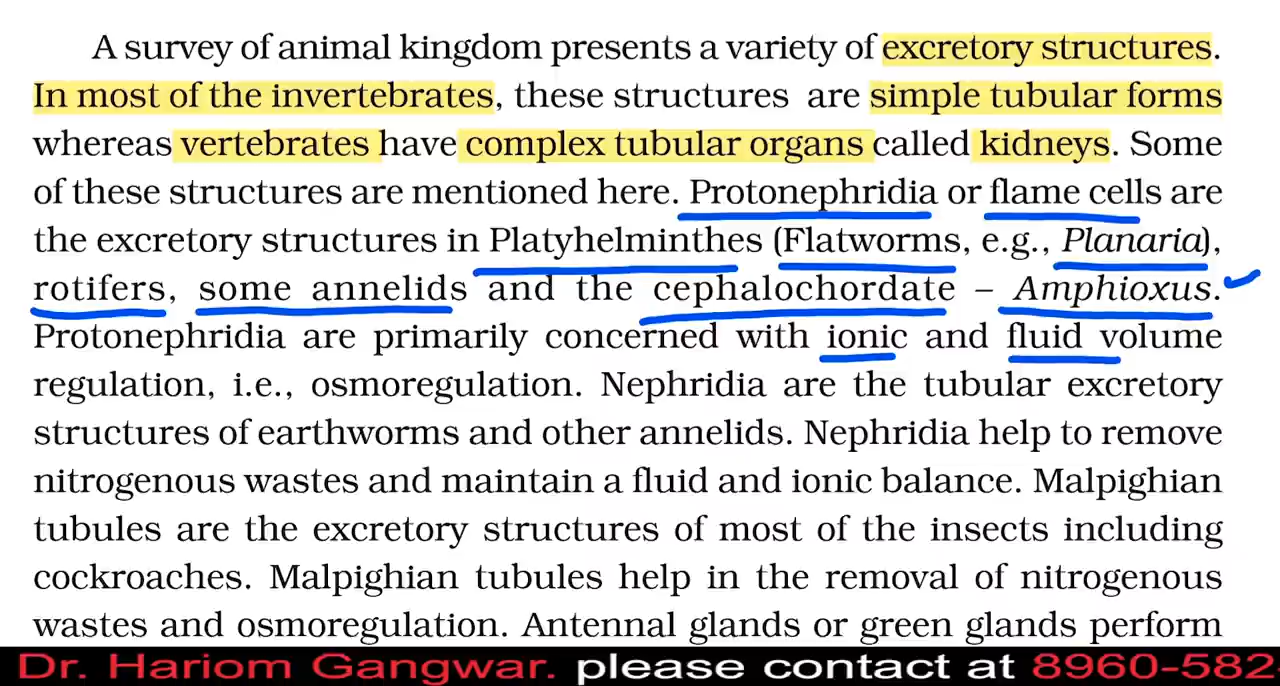 A survey of animal kingdom presents a variety of excretory structures.
In most of the invertebrates, these structures are simple tubular forms
whereas vertebrates have complex tubular organs called kidneys. Some
of these structures are mentioned here. Protonephridia or flame cells are
the excretory structures in Platyhelminthes (Flatworms, e.g., Planaria),
rotifers, some annelids and the cephalochordate – Amphioxus.
Protonephridia are primarily concerned with ionic and fluid volume
regulation, i.e., osmoregulation. Nephridia are the tubular excretory
structures of earthworms and other annelids. Nephridia help to remove
nitrogenous wastes and maintain a fluid and ionic balance. Malpighian
tubules are the excretory structures of most of the insects including
cockroaches. Malpighian tubules help in the removal of nitrogenous
wastes and osmoregulation. Antennal glands or green glands perform
Dr. Hariom Gangwar. please contact at 8960-582